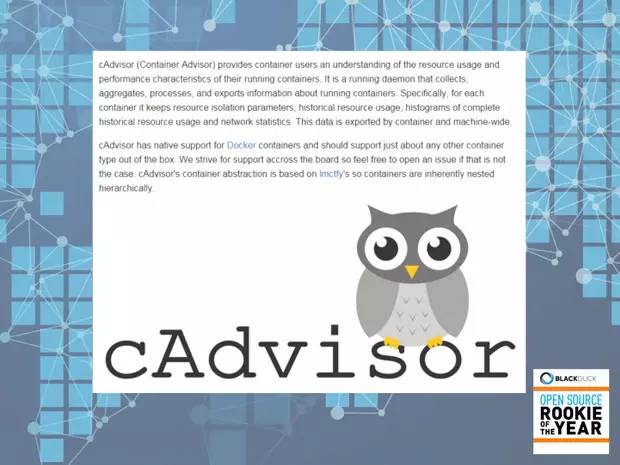 cAdvisor (Container Advisor) provides container users an understanding of the resource usage and
performance characteristics of their running containers. It is a running daemon that collects,
aggregates, processes, and exports information about running containers. Specifically, for each
container it keeps resource isolation parameters, historical resource usage, histograms of complete
historical resource usage and network statistics. This data is exported by container and machine-wide.
cAdvisor has native support for Docker containers and should support just about any other container
type out of the box. We strive for support accross the board so feel free to open an issue if that is not
the case. cAdvisor's container abstraction is based on lmctfy's so containers are inherently nested
hierarchically.
cAdvisor
BLACKDUCK
OPEN SOURCE
ROOKIE
OF THE YEAR